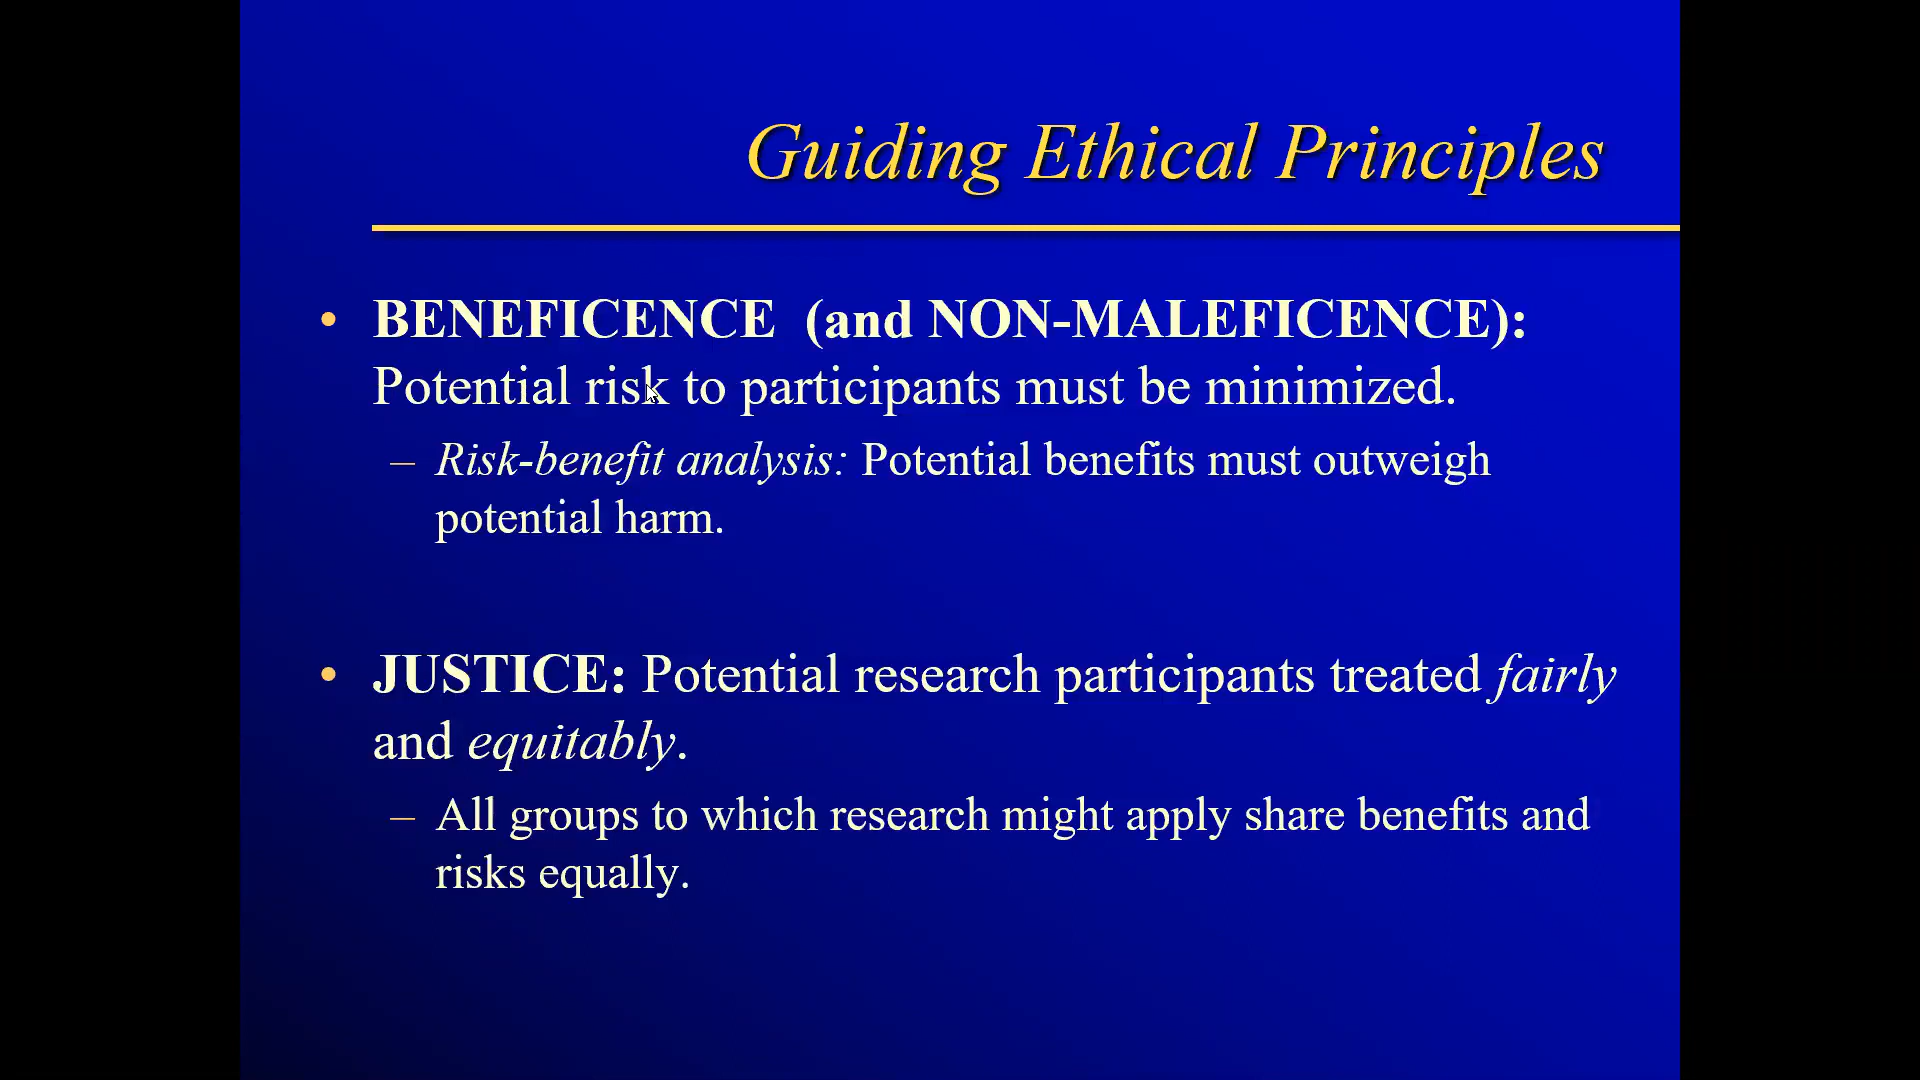 Guiding Ethical Principles
• BENEFICENCE (and NON-MALEFICENCE):
Potential risk to participants must be minimized.
– Risk-benefit analysis: Potential benefits must outweigh
potential harm.
• JUSTICE: Potential research participants treated fairly
and equitably.
– All groups to which research might apply share benefits and
risks equally.